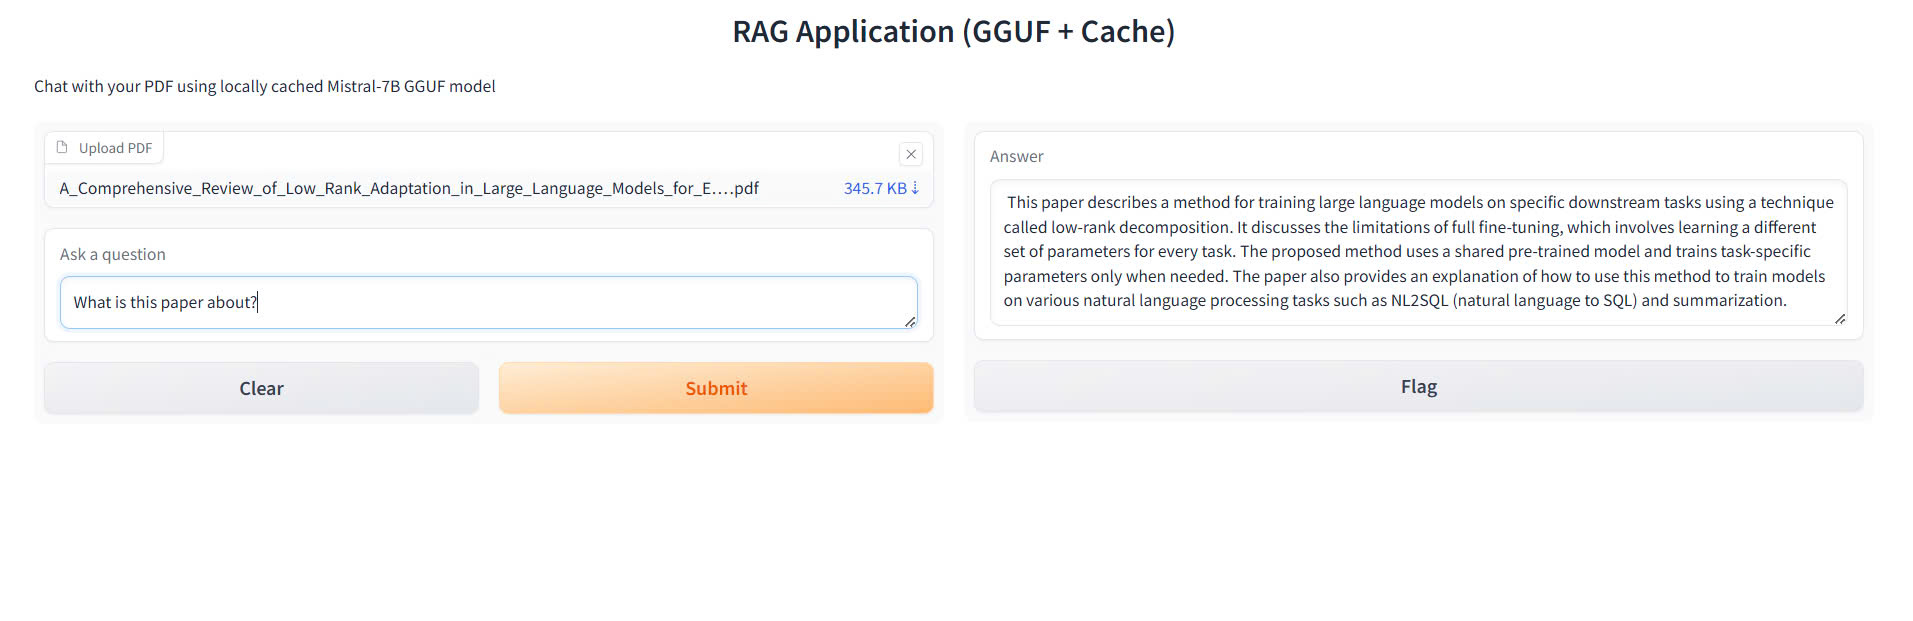 RAG Application (GGUF + Cache)
Chat with your PDF using locally cached Mistral-7B GGUF model
Upload PDF
A_Comprehensive_Review_of_Low_Rank_Adaptation_in_Large_Language_Models_for_E....pdf 345.7 KB ⇣
Ask a question
What is this paper about?
Clear
Submit
Answer
This paper describes a method for training large language models on specific downstream tasks using a technique
called low-rank decomposition. It discusses the limitations of full fine-tuning, which involves learning a different
set of parameters for every task. The proposed method uses a shared pre-trained model and trains task-specific
parameters only when needed. The paper also provides an explanation of how to use this method to train models
on various natural language processing tasks such as NL2SQL (natural language to SQL) and summarization.
Flag